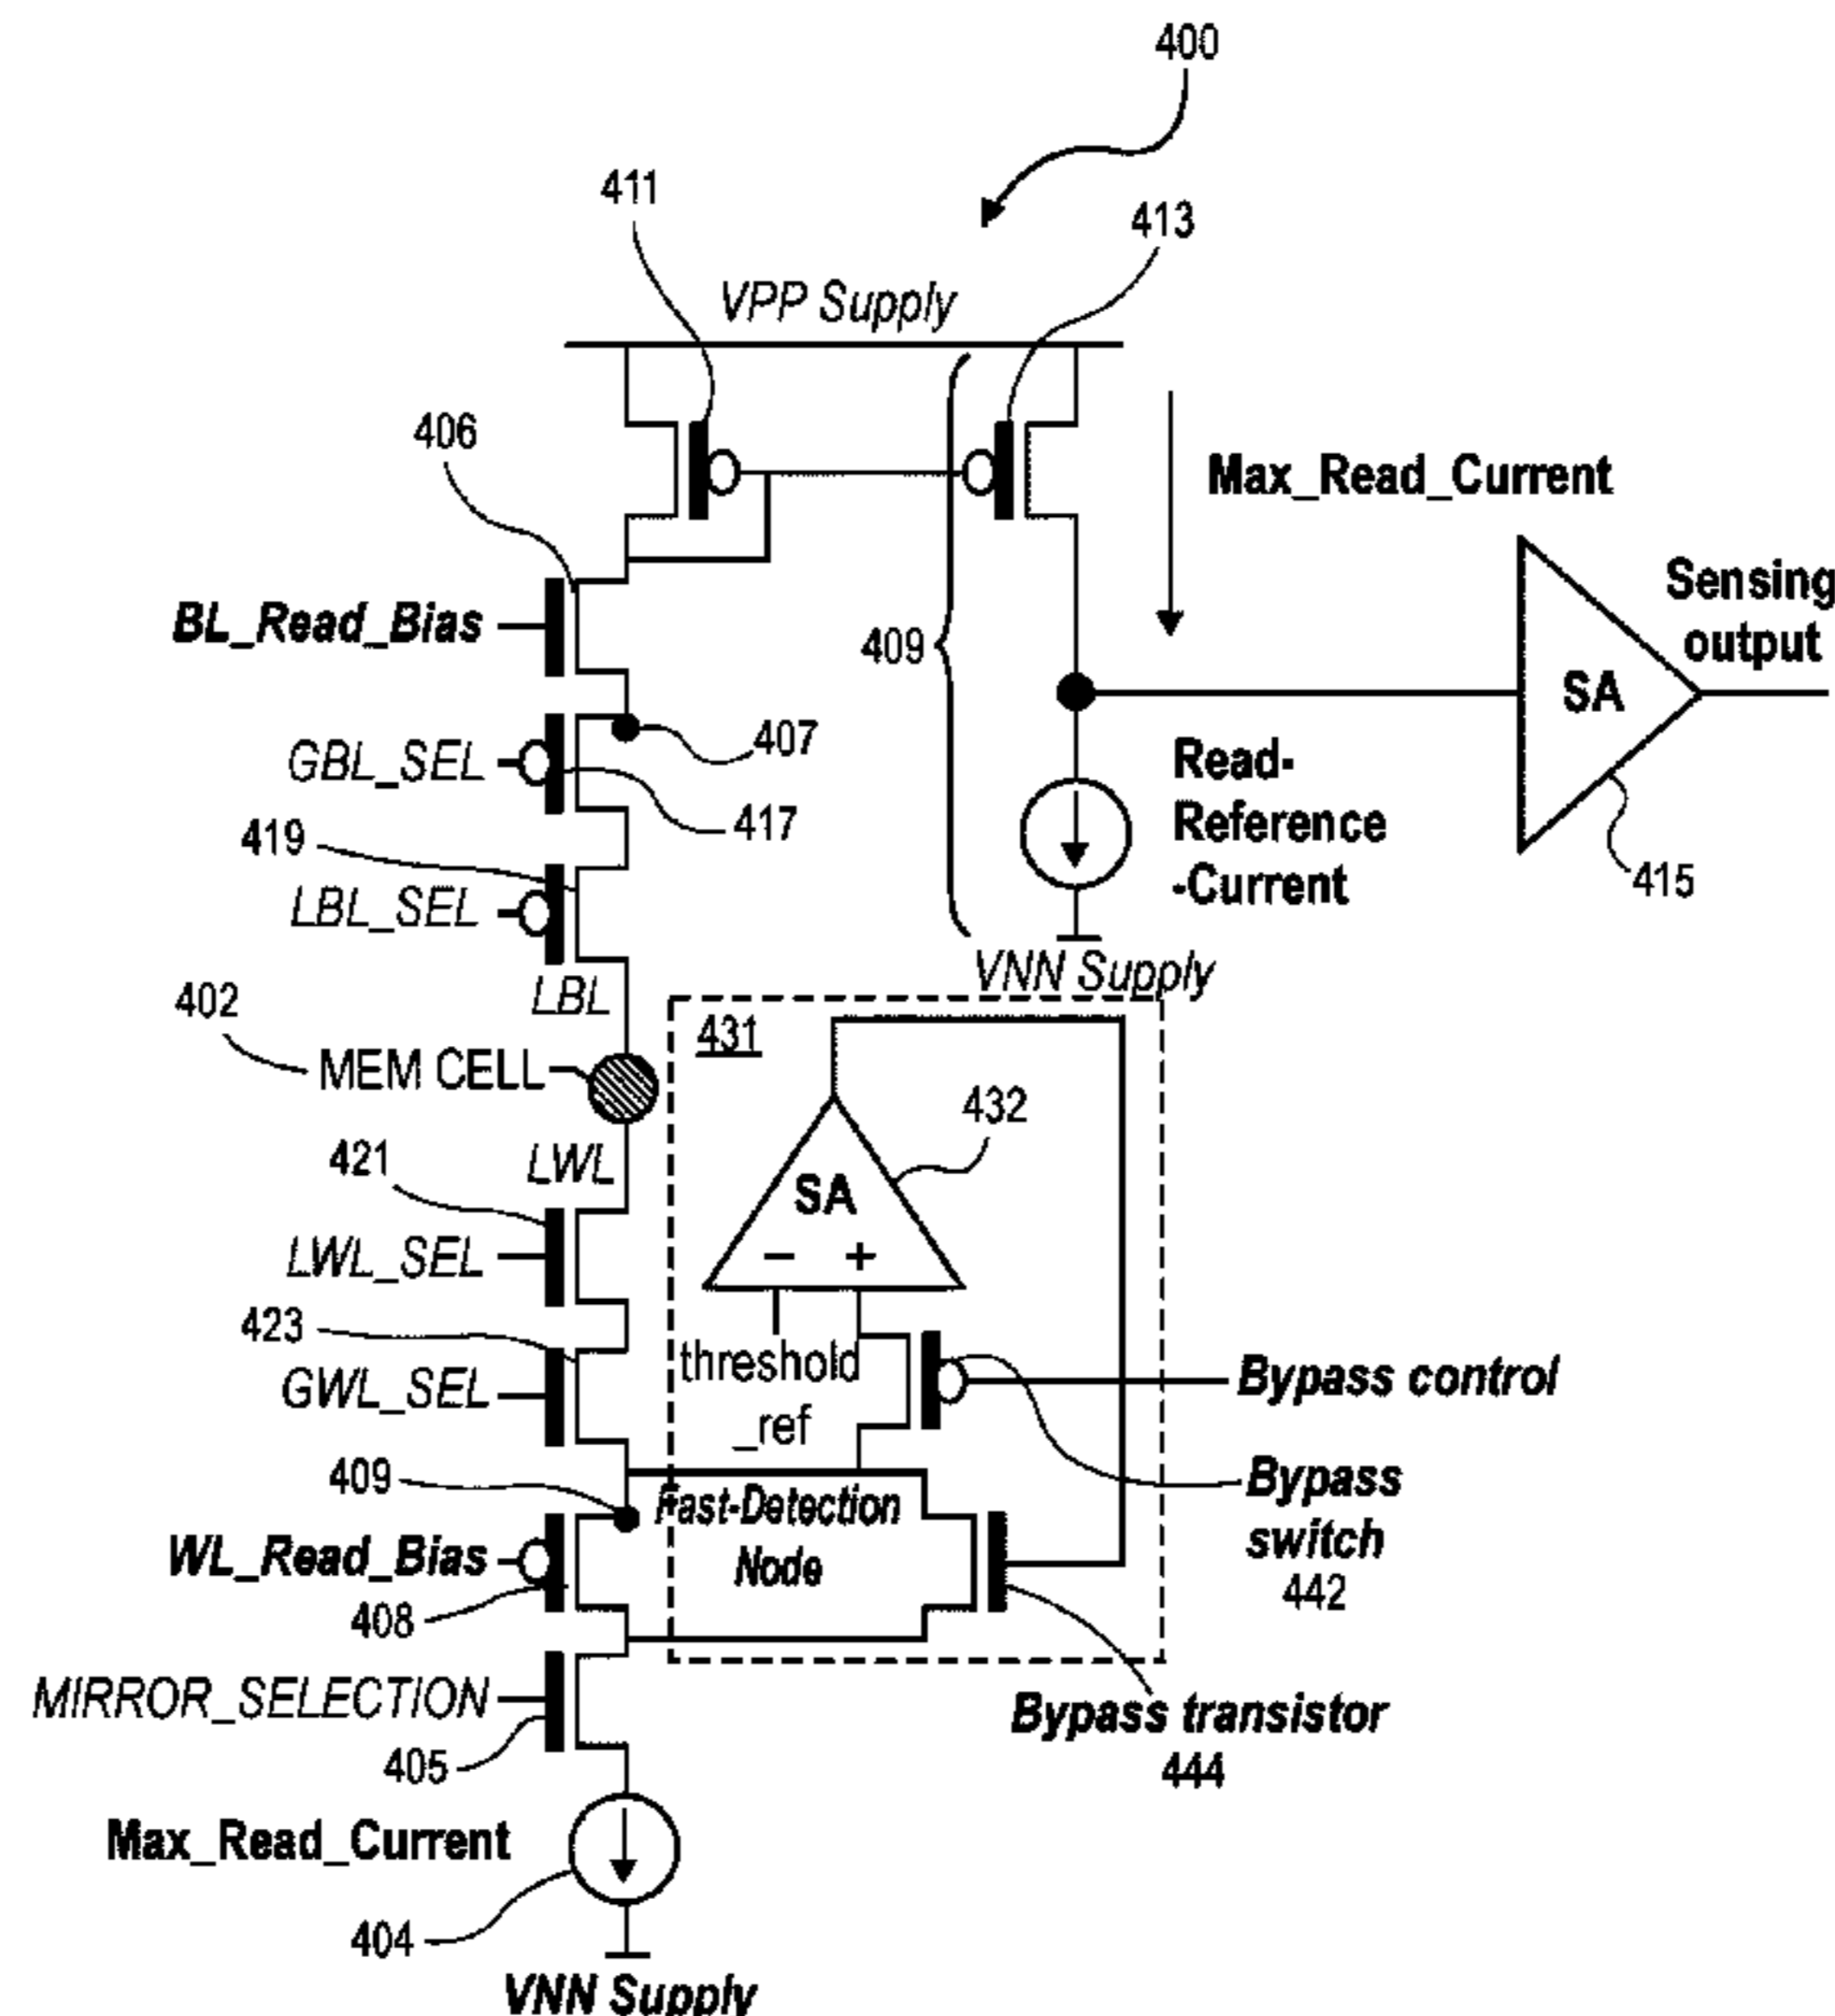 400
411
413
VPP Supply
406
Max_Read_Current
BL_Read_Bias
409
Sensing
output
SA
407
GBL_SEL
417
Read-
Reference
-Current
419
LBL_SEL
415
VNN Supply
LBL
402
MEM CELL
431
432
SA
- +
421
LWL
LWL_SEL
423
threshold
_ref
GWL_SEL
Bypass control
409
Fast-Detection
Node
Bypass
switch
442
WL_Read_Bias
408
MIRROR_SELECTION
405
Bypass transistor
444
Max_Read_Current
404
VNN Supply